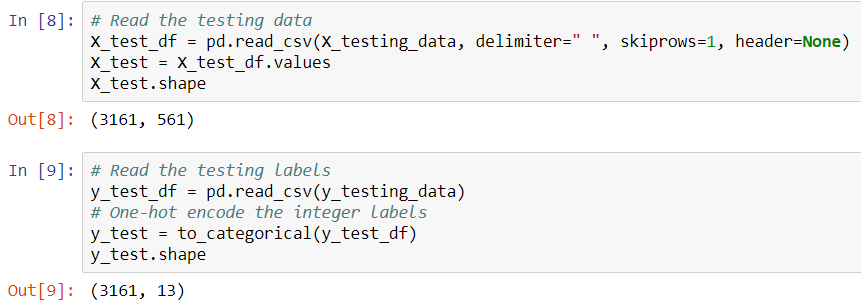 In [8]: # Read the testing data
X_test_df = pd.read_csv(X_testing_data, delimiter=" ", skiprows=1, header=None)
X_test = X_test_df.values
X_test.shape
Out[8]: (3161, 561)
In [9]: # Read the testing labels
y_test_df = pd.read_csv(y_testing_data)
# One-hot encode the integer labels
y_test = to_categorical(y_test_df)
y_test.shape
Out[9]: (3161, 13)